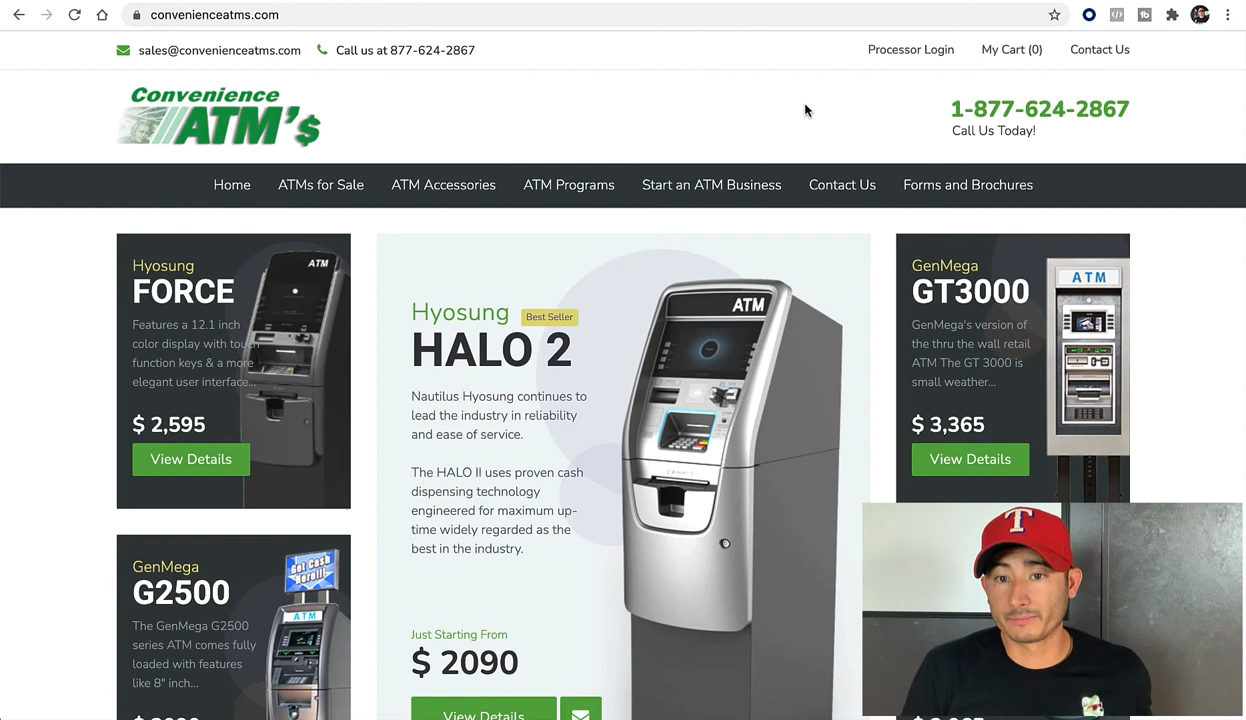 convenienceatms.com
sales@convenienceatms.com
Call us at 877-624-2867
Processor Login
My Cart (0)
Contact Us
Convenience
ATM'$
1-877-624-2867
Call Us Today!
Home
ATMs for Sale
ATM Accessories
ATM Programs
Start an ATM Business
Contact Us
Forms and Brochures
Hyosung
FORCE
Features a 12.1 inch
color display with touch
function keys & a more
elegant user interface...
$ 2,595
View Details
ATM
GenMega
G2500
The GenMega G2500
series ATM comes fully
loaded with features
like 8" inch...
Get Cash
Here!!!
ATM
Hyosung
Best Seller
HALO 2
Nautilus Hyosung continues to
lead the industry in reliability
and ease of service.
The HALO II uses proven cash
dispensing technology
engineered for maximum up-
time widely regarded as the
best in the industry.
Just Starting From
$ 2090
View Details
ATM
GenMega
GT3000
GenMega's version of
the thru the wall retail
ATM The GT 3000 is
small weather...
$ 3,365
View Details
ATM
T